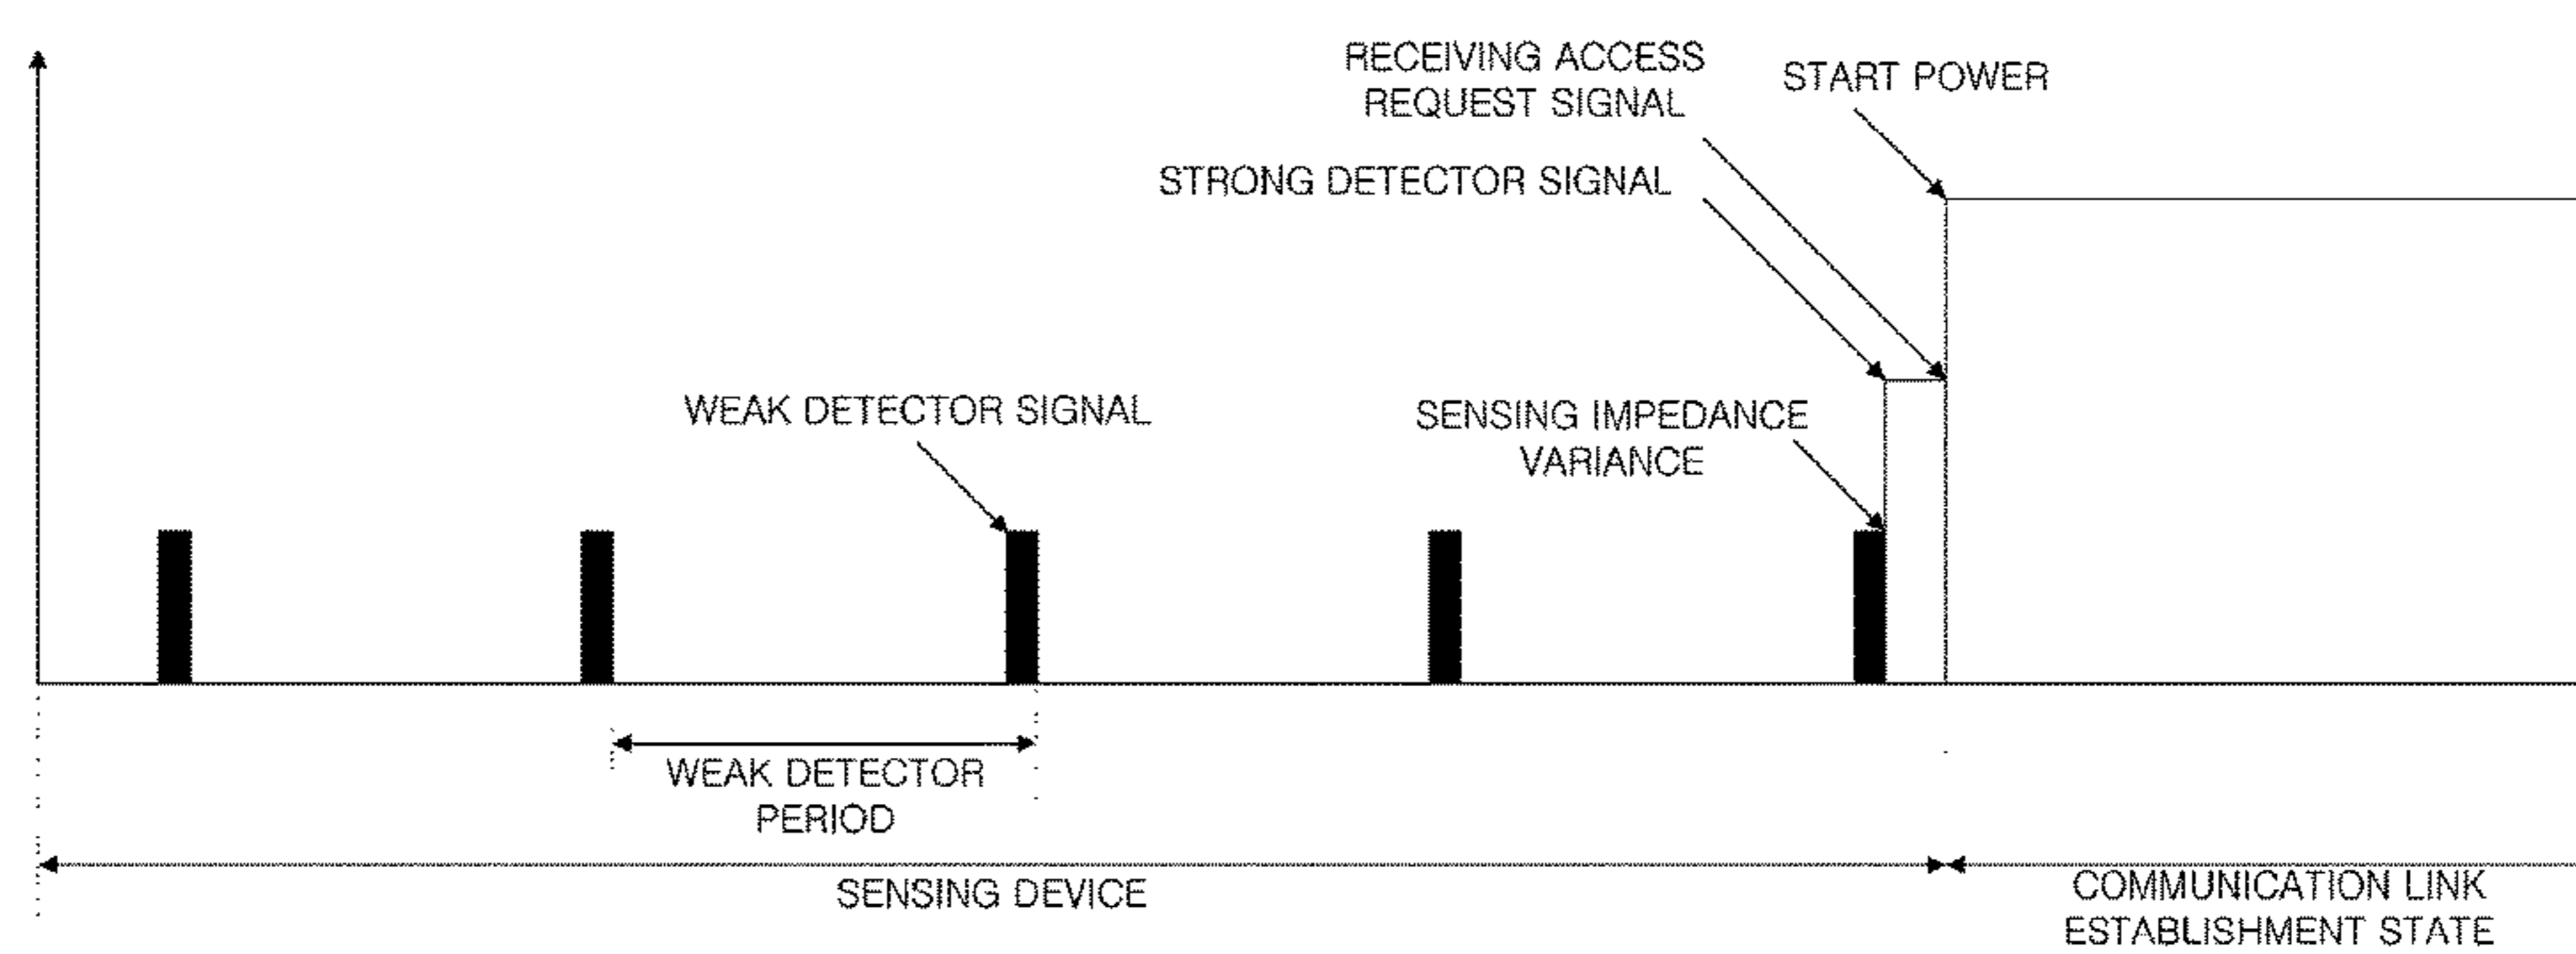 RECEIVING ACCESS
REQUEST SIGNAL
START POWER
STRONG DETECTOR SIGNAL
WEAK DETECTOR SIGNAL
SENSING IMPEDANCE
VARIANCE
WEAK DETECTOR
PERIOD
SENSING DEVICE
COMMUNICATION LINK
ESTABLISHMENT STATE